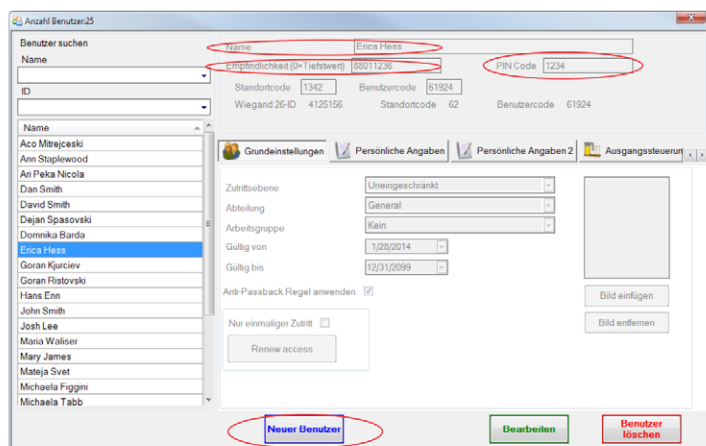 Anzahl Benutzer:25
Benutzer suchen
Name
ID
Name
Aco Mitrejceski
Ann Staplewood
Ari Peka Nicola
Dan Smith
David Smith
Dejan Spasovski
Domnika Barda
Erica Hess
Goran Kjurciev
Goran Ristovski
Hans Enn
John Smith
Josh Lee
Maria Waliser
Mary James
Mateja Svet
Michaela Figgini
Michaela Tabb
Name Erica Hess
Empfindlichkeit (0=Tiefstwert) 88011236 PIN Code 1234
Standortcode 1342 Benutzercode 61924
Wiegand 26-ID 4125156 Standortcode 62 Benutzercode 61924
Grundeinstellungen Persönliche Angaben Persönliche Angaben 2 Ausgangssteuerun
Zutrittsebene Uneingeschränkt
Abteilung General
Arbeitsgruppe Kein
Gültig von 1/28/2014
Gültig bis 12/31/2099
Anti-Passback Regel anwenden
Bild einfügen
Nur einmaliger Zutritt
Bild entfernen
Renew access
Neuer Benutzer Bearbeiten Benutzer löschen